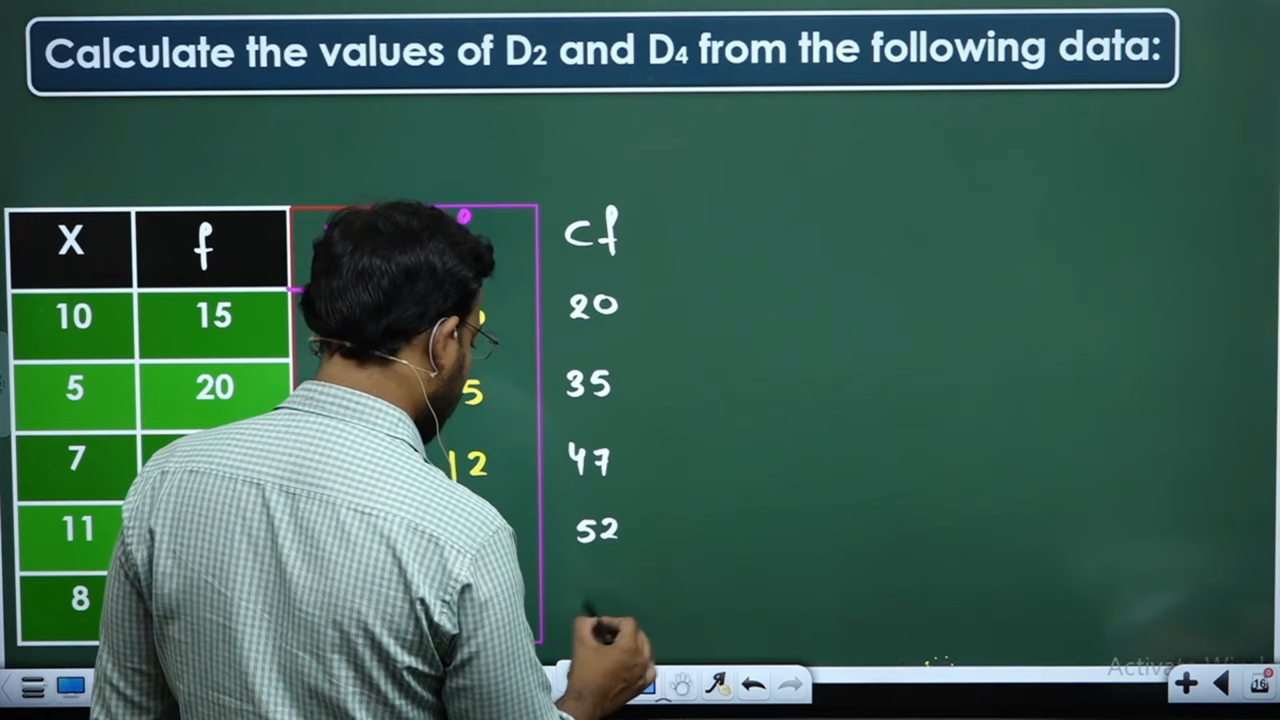 Calculate the values of D2 and D4 from the following data:
X f cf
10 15 20
5 20 5 35
7 12 47
11 52
8
16